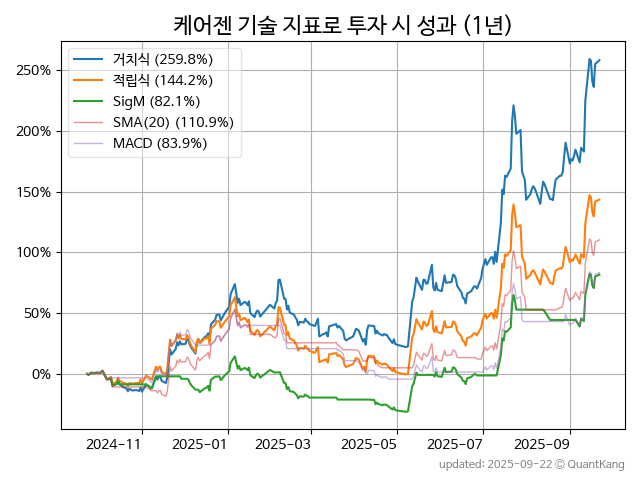 케어젠 기술 지표로 투자 시 성과 (1년)
거치식 (259.8%)
적립식 (144.2%)
SigM (82.1%)
SMA(20) (110.9%)
MACD (83.9%)
250%
200%
150%
100%
50%
0%
2024-11 2025-01 2025-03 2025-05 2025-07 2025-09
updated: 2025-09-22 © QuantKang